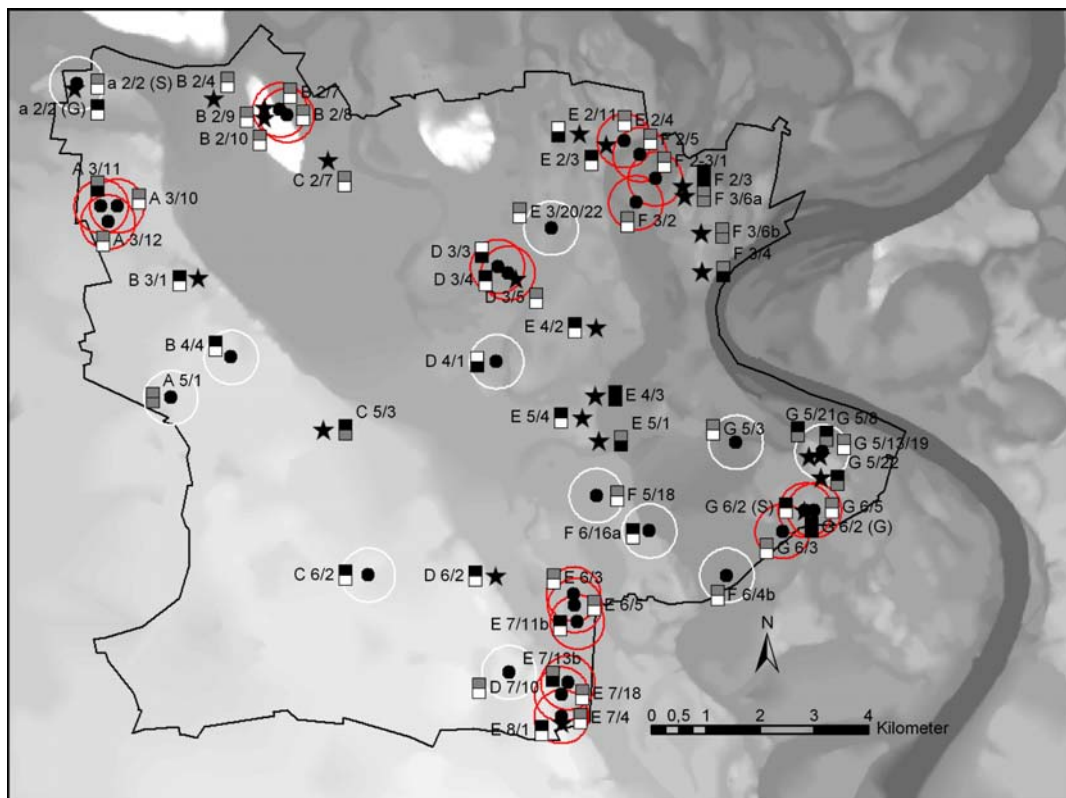 a 2/2 (S)
B 2/4
B 2/7
a 2/2 (G)
B 2/9
B 2/8
B 2/10
E 2/11
E 2/4
F 2/5
E 2/3
F 2-3/1
C 2/7
F 2/3
F 3/6a
A 3/11
A 3/10
E 3/20/22
F 3/2
A 3/12
F 3/6b
D 3/3
F 3/4
B 3/1
D 3/4
D 3/5
E 4/2
B 4/4
D 4/1
A 5/1
E 4/3
C 5/3
E 5/4
E 5/1
G 5/3
G 5/21
G 5/8
G 5/13/19
G 5/22
F 5/18
G 6/2 (S)
G 6/5
F 6/16a
G 6/2 (G)
G 6/3
C 6/2
D 6/2
E 6/3
F 6/4b
E 6/5
E 7/11b
N
E 7/13b
D 7/10
E 7/18
E 7/4
E 8/1
0 0,5 1 2 3 4
Kilometer